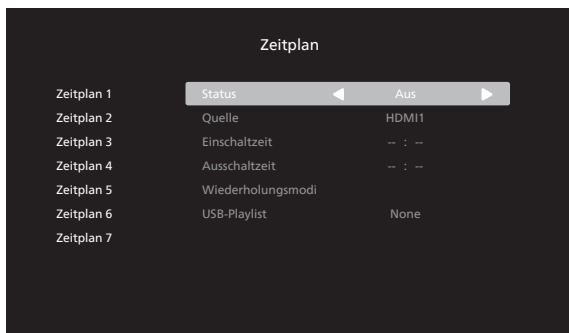 Zeitplan
Zeitplan 1
Status Aus
Zeitplan 2
Quelle HDMI1
Zeitplan 3
Einschaltzeit -- : --
Zeitplan 4
Ausschaltzeit -- : --
Zeitplan 5
Wiederholungsmodi
Zeitplan 6
USB-Playlist None
Zeitplan 7